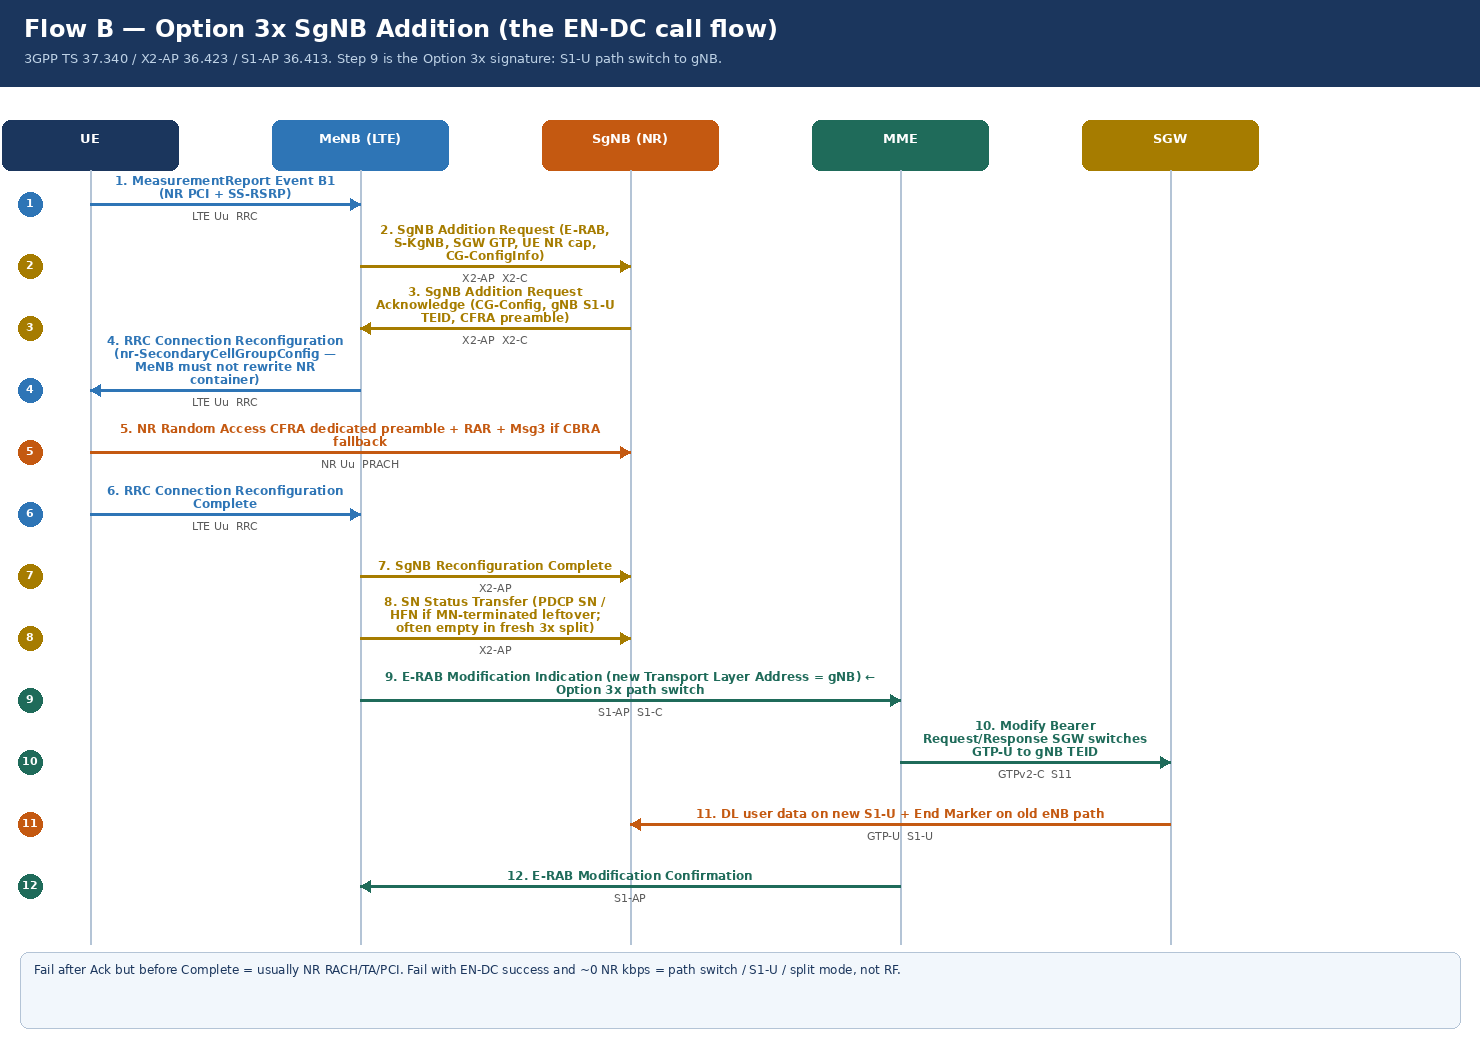 Flow B — Option 3x SgNB Addition (the EN-DC call flow)
3GPP TS 37.340 / X2-AP 36.423 / S1-AP 36.413. Step 9 is the Option 3x signature: S1-U path switch to gNB.
UE
MeNB (LTE)
SgNB (NR)
MME
SGW
1
1. MeasurementReport Event B1
(NR PCI + SS-RSRP)
LTE Uu  RRC
2
2. SgNB Addition Request (E-RAB,
S-KgNB, SGW GTP, UE NR cap,
CG-ConfigInfo)
X2-AP  X2-C
3
3. SgNB Addition Request
Acknowledge (CG-Config, gNB S1-U
TEID, CFRA preamble)
X2-AP  X2-C
4
4. RRC Connection Reconfiguration
(nr-SecondaryCellGroupConfig —
MeNB must not rewrite NR
container)
LTE Uu  RRC
5
5. NR Random Access CFRA dedicated preamble + RAR + Msg3 if CBRA
fallback
NR Uu  PRACH
6
6. RRC Connection Reconfiguration
Complete
LTE Uu  RRC
7
7. SgNB Reconfiguration Complete
X2-AP
8
8. SN Status Transfer (PDCP SN /
HFN if MN-terminated leftover;
often empty in fresh 3x split)
X2-AP
9
9. E-RAB Modification Indication (new Transport Layer Address = gNB) ←
Option 3x path switch
S1-AP  S1-C
10
10. Modify Bearer
Request/Response SGW switches
GTP-U to gNB TEID
GTPv2-C  S11
11
11. DL user data on new S1-U + End Marker on old eNB path
GTP-U  S1-U
12
12. E-RAB Modification Confirmation
S1-AP
Fail after Ack but before Complete = usually NR RACH/TA/PCI. Fail with EN-DC success and ~0 NR kbps = path switch / S1-U / split mode, not RF.